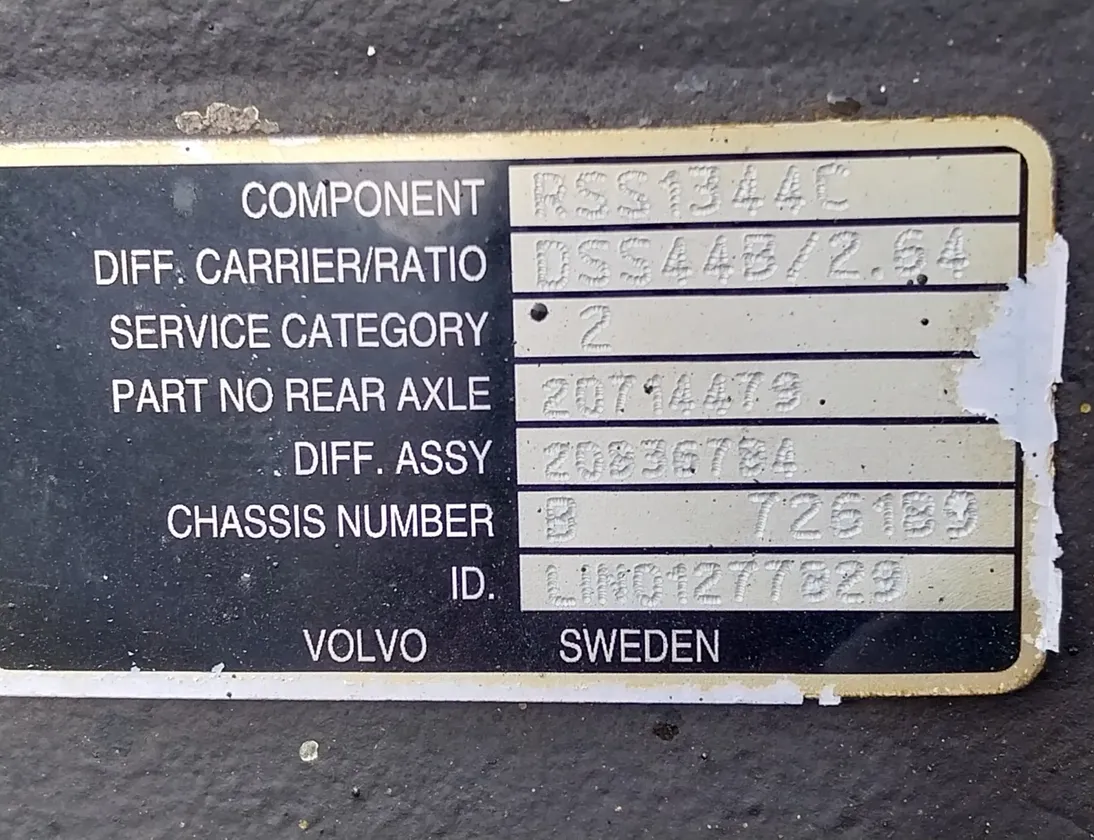 COMPONENT RSS1344C
DIFF. CARRIER/RATIO DSS44B/2.64
SERVICE CATEGORY 2
PART NO REAR AXLE 20714479
DIFF. ASSY 20836784
CHASSIS NUMBER B 726189
ID. LIN01277829
VOLVO SWEDEN